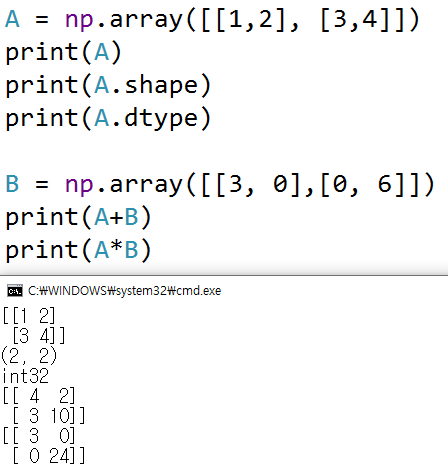 A = np.array([[1,2], [3,4]])
print(A)
print(A.shape)
print(A.dtype)
B = np.array([[3, 0],[0, 6]])
print(A+B)
print(A*B)
C:₩WINDOWS₩system32₩cmd.exe
[[1 2]
 [3 4]]
(2, 2)
int32
[[ 4  2]
 [ 3 10]]
[[ 3  0]
 [ 0 24]]